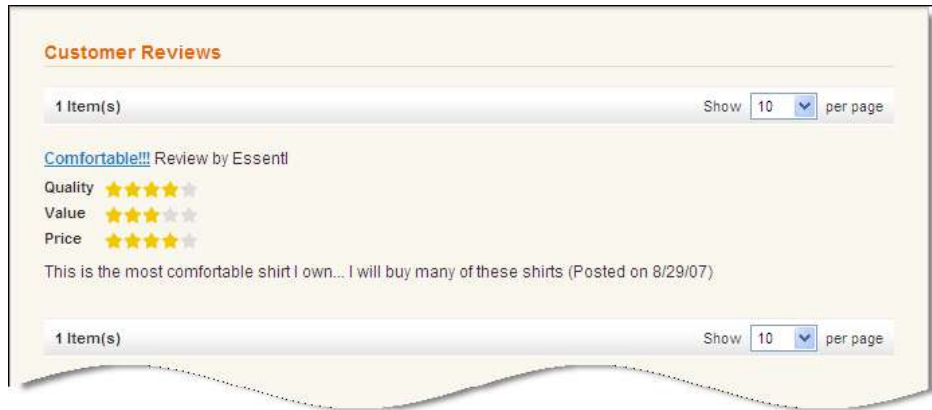 Customer Reviews
1 Item(s) Show 10 per page
Comfortable!!! Review by Essentl
Quality
Value
Price
This is the most comfortable shirt I own... I will buy many of these shirts (Posted on 8/29/07)
1 Item(s) Show 10 per page